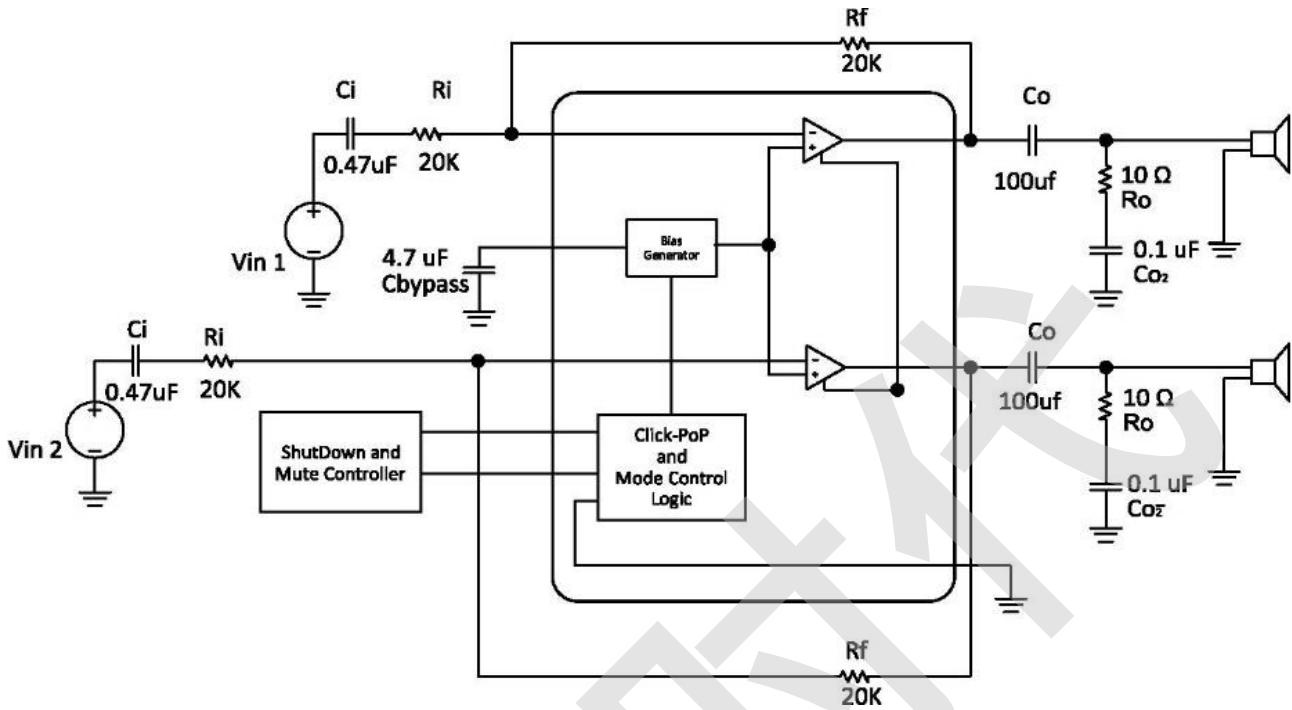 Rf
20K
Ci
Ri
0.47uF
20K
-
+
Co
100uf
10 Ω
Ro
0.1 uF
Co₂
+
-
Vin 1
4.7 uF
Cbypass
Bias
Generator
Ci
Ri
0.47uF
20K
-
+
Co
100uf
10 Ω
Ro
0.1 uF
Co₂
+
-
Vin 2
ShutDown and
Mute Controller
Click-PoP
and
Mode Control
Logic
Rf
20K
时代